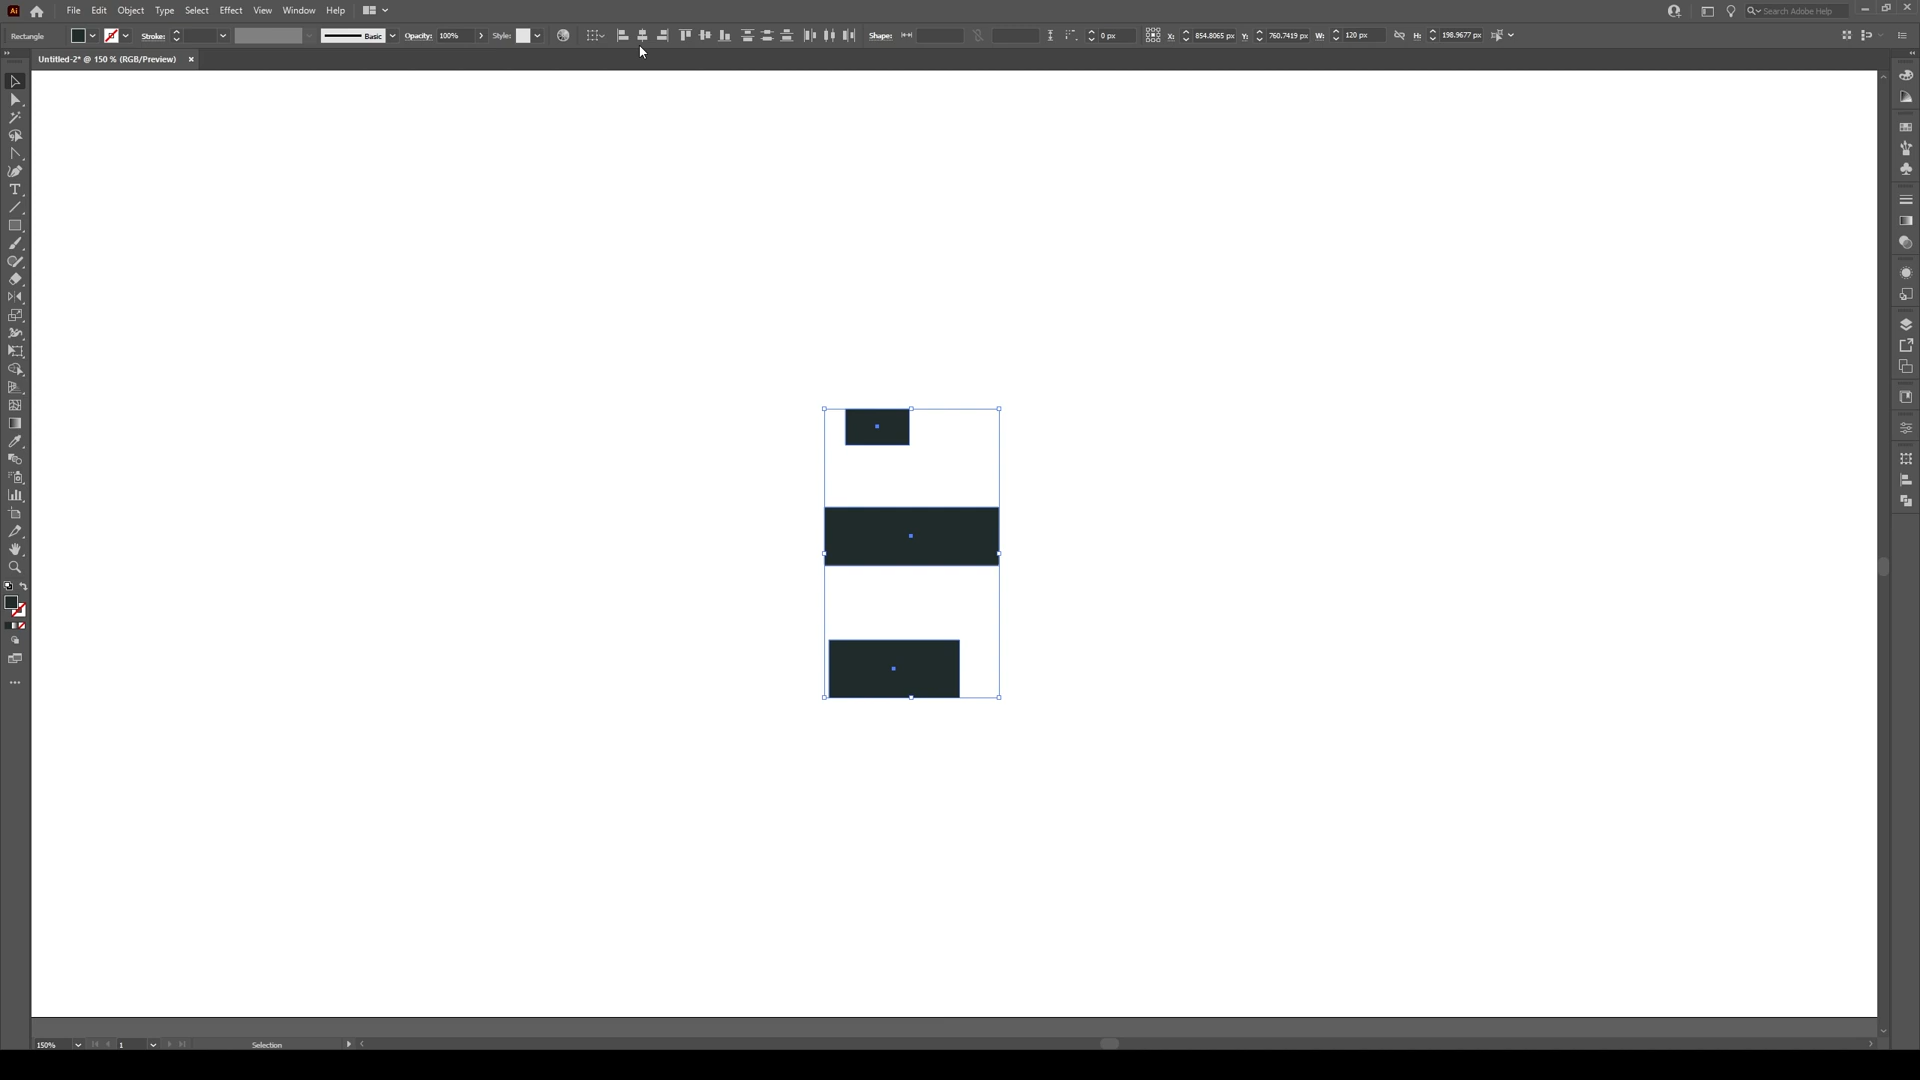 Ai File Edit Object Type Select Effect View Window Help Search Adobe Help
Rectangle Stroke: Basic Opacity: 100% Style: Shape: 0 px X: 854.8065 px Y: 760.7419 px W: 120 px H: 198.9677 px
Untitled-2* @ 150 % (RGB/Preview) ×
150% 1 Selection